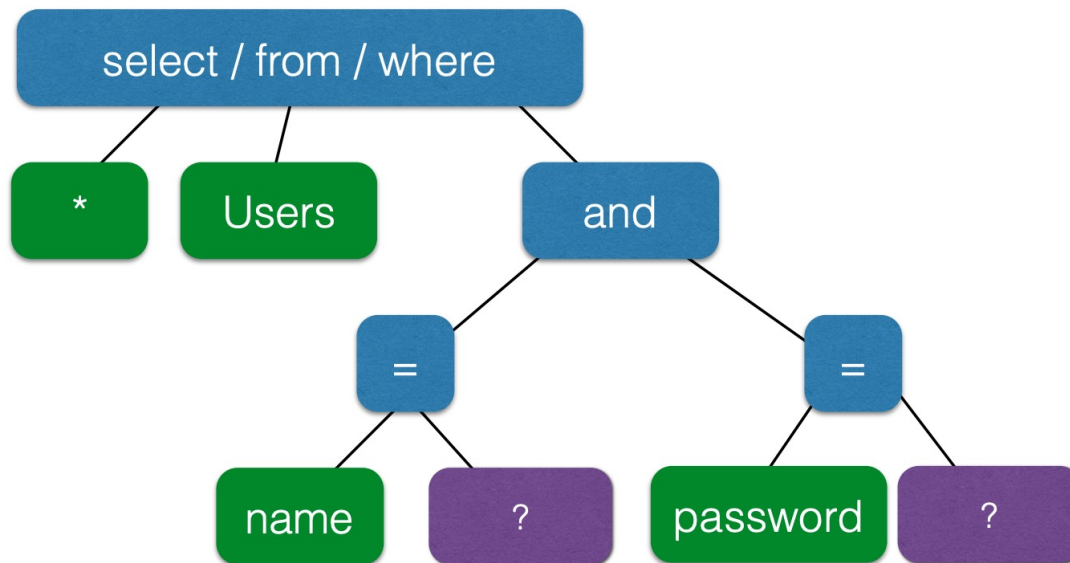 select / from / where
*
Users
and
=
=
name
?
password
?